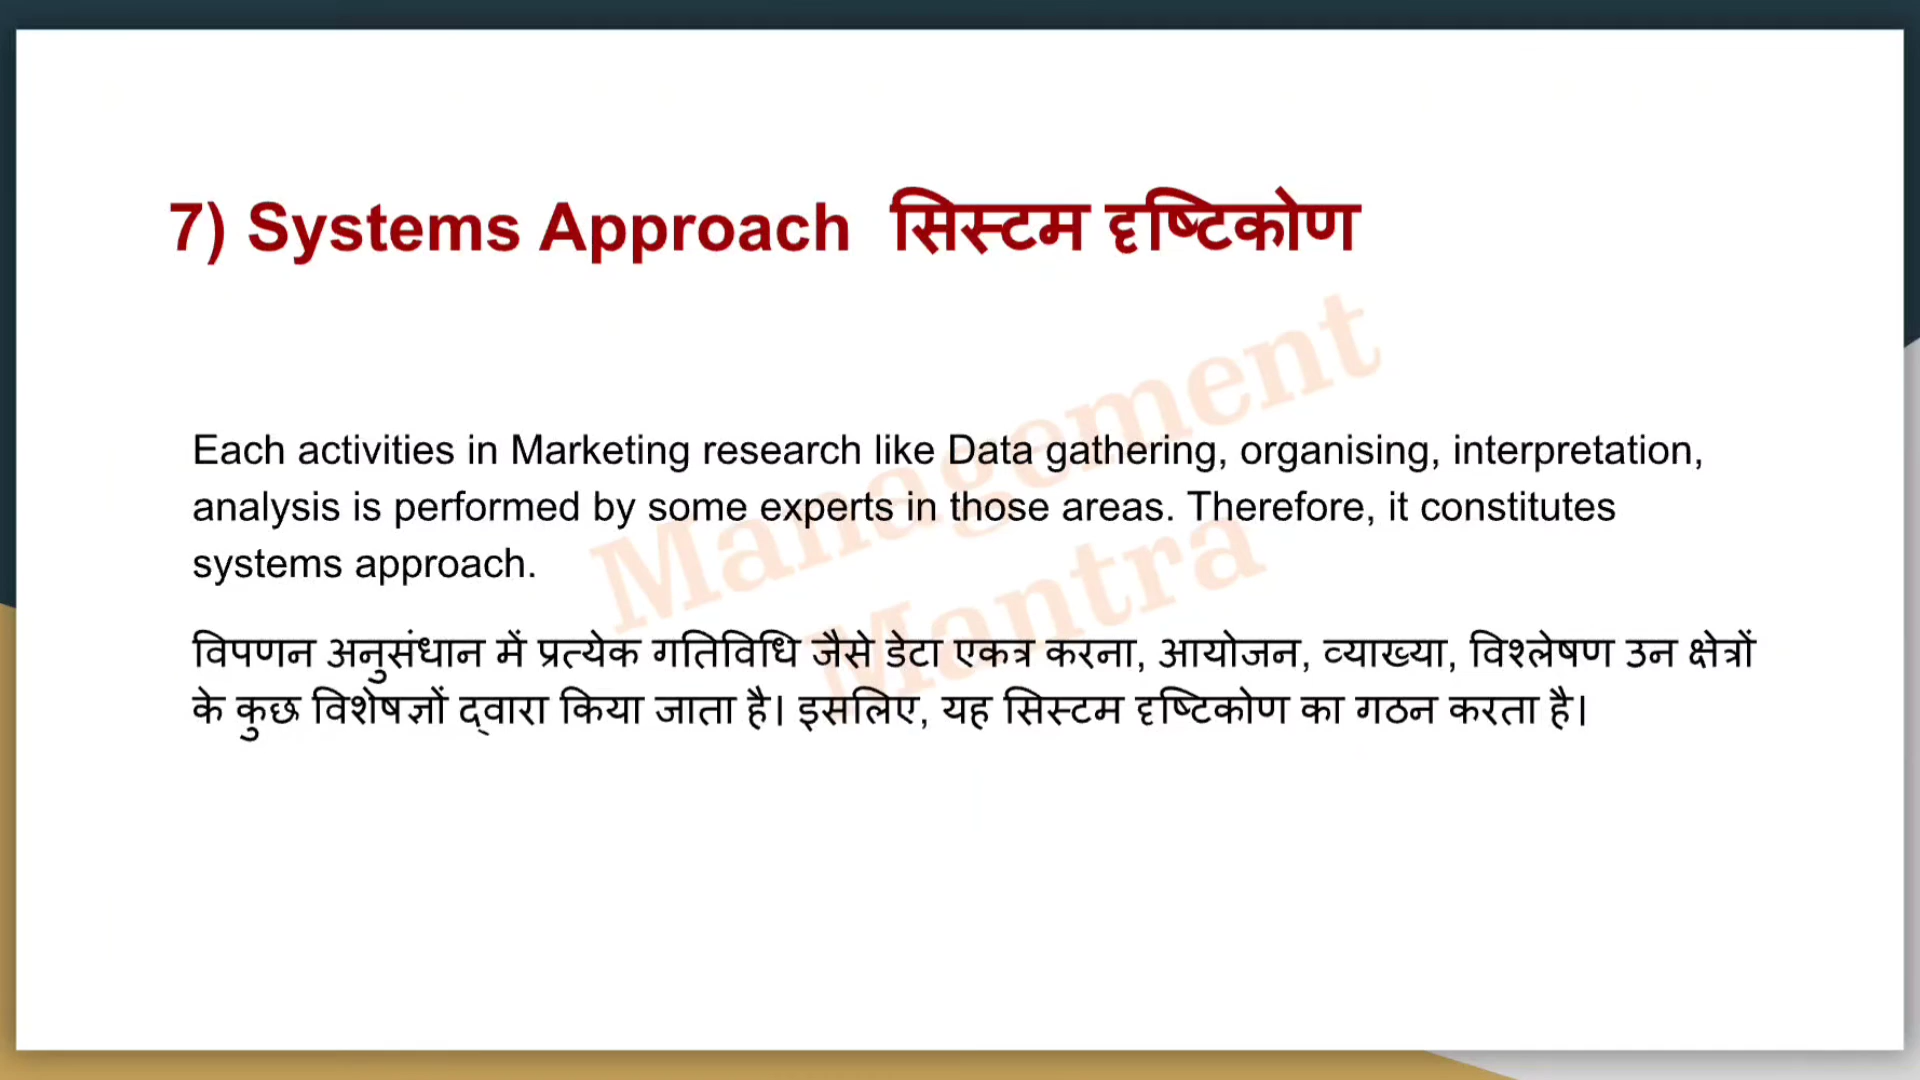 7) Systems Approach सिस्टम दृष्टिकोण
Management
Mantra
Each activities in Marketing research like Data gathering, organising, interpretation,
analysis is performed by some experts in those areas. Therefore, it constitutes
systems approach.
विपणन अनुसंधान में प्रत्येक गतिविधि जैसे डेटा एकत्र करना, आयोजन, व्याख्या, विश्लेषण उन क्षेत्रों
के कुछ विशेषज्ञों द्वारा किया जाता है। इसलिए, यह सिस्टम दृष्टिकोण का गठन करता है।